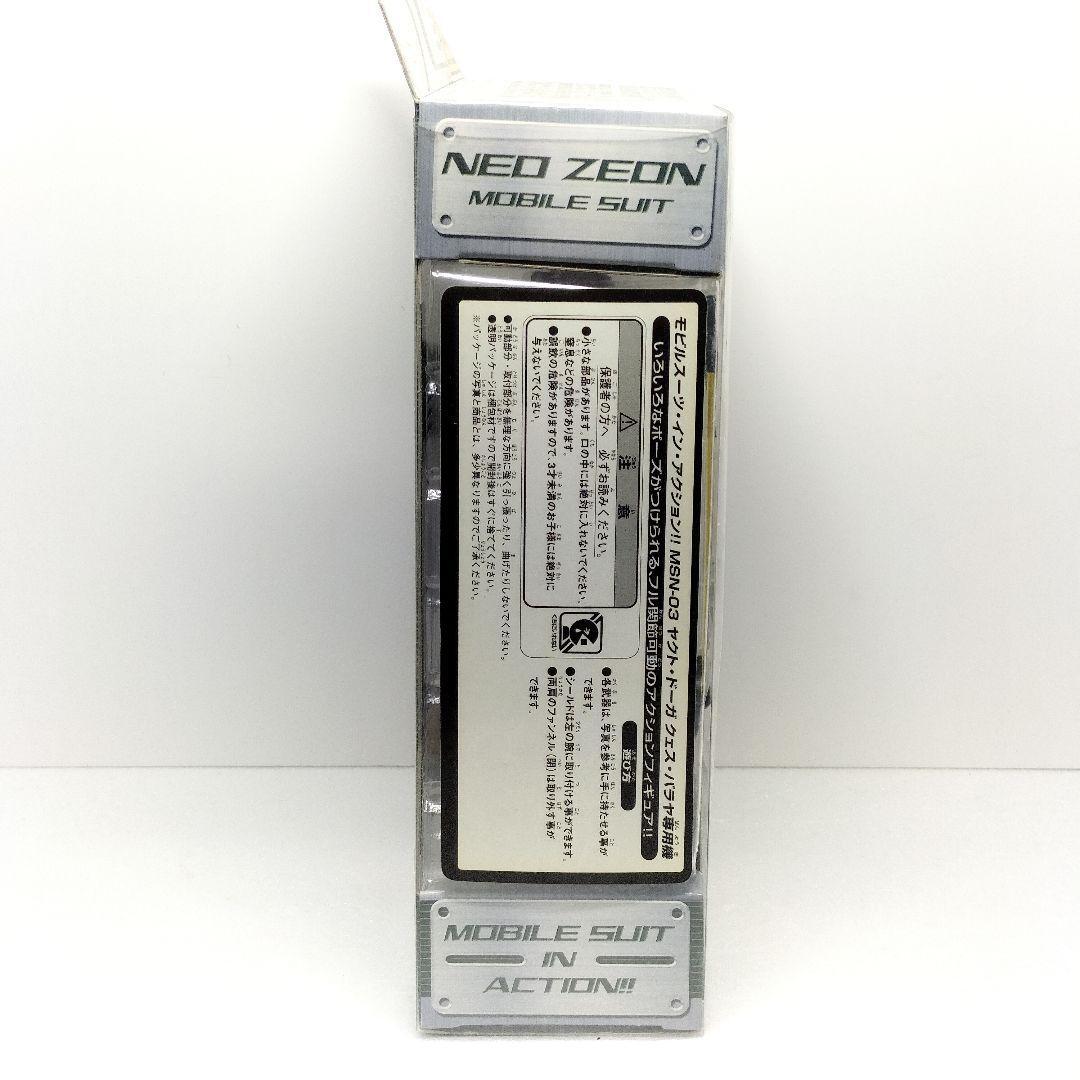 NEO ZEON
MOBILE SUIT
モビルスーツ・イン・アクション!! MSN-03 ヤクト・ドーガ クェス・パラヤ専用機
いろいろなポーズがつけられる、フル関節可動のアクションフィギュア!!
注意
保護者の方へ 必ずお読みください。
●小さな部品があります。口の中には絶対に入れないでください。
窒息などの危険があります。
●誤飲の危険がありますので、3才未満のお子様には絶対に
与えないでください。
くちにいれない
●可動部分・取付部分を無理な方向に強く引っ張ったり、曲げたりしないでください。
●透明パッケージは梱包材ですので開封後はすぐに捨ててください。
※パッケージの写真と商品とは、多少異なりますのでご了承ください。
遊び方
●各武器は、写真を参考に手に持たせる事が
できます。
●シールドは左の腕に取り付ける事ができます。
●両肩のファンネル(閉)は取り外す事が
できます。
MOBILE SUIT
IN
ACTION!!